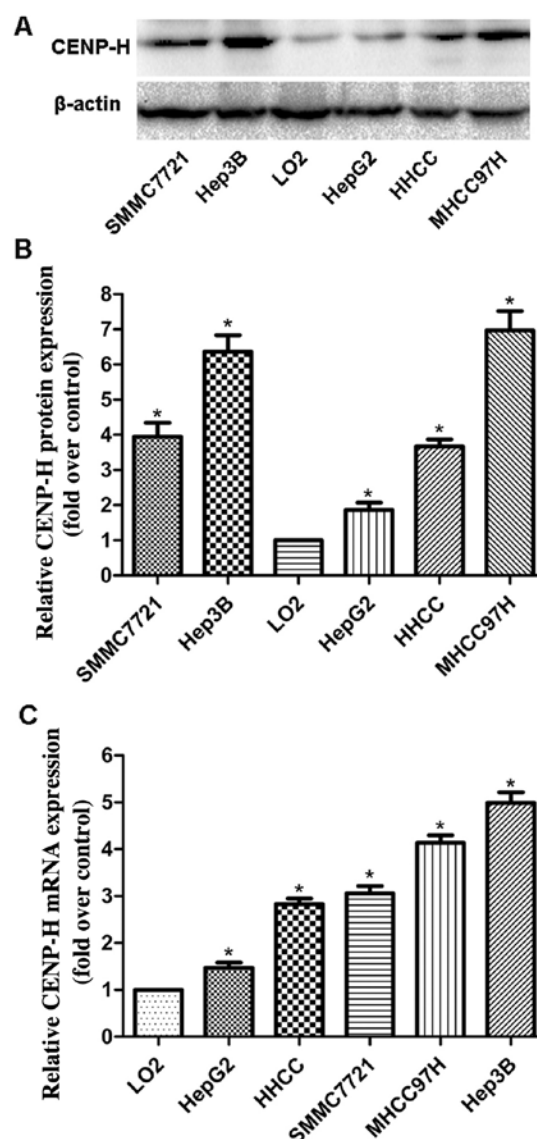 A
CENP-H
β-actin
SMMC7721 Hep3B LO2 HepG2 HHCC MHCC97H
B
Relative CENP-H protein expression
(fold over control)
8
7
6
5
4
3
2
1
0
* * * * *
SMMC7721 Hep3B LO2 HepG2 HHCC MHCC97H
C
Relative CENP-H mRNA expression
(fold over control)
6
5
4
3
2
1
0
* * * * *
LO2 HepG2 HHCC SMMC7721 MHCC97H Hep3B